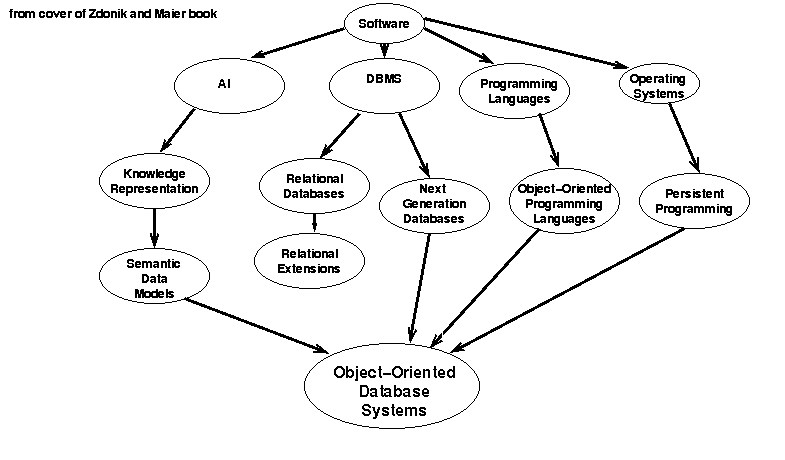 from cover of Zdonik and Maier book
Software
AI
DBMS
Programming
Languages
Operating
Systems
Knowledge
Representation
Relational
Databases
Next
Generation
Databases
Object-Oriented
Programming
Languages
Persistent
Programming
Relational
Extensions
Semantic
Data
Models
Object-Oriented
Database
Systems